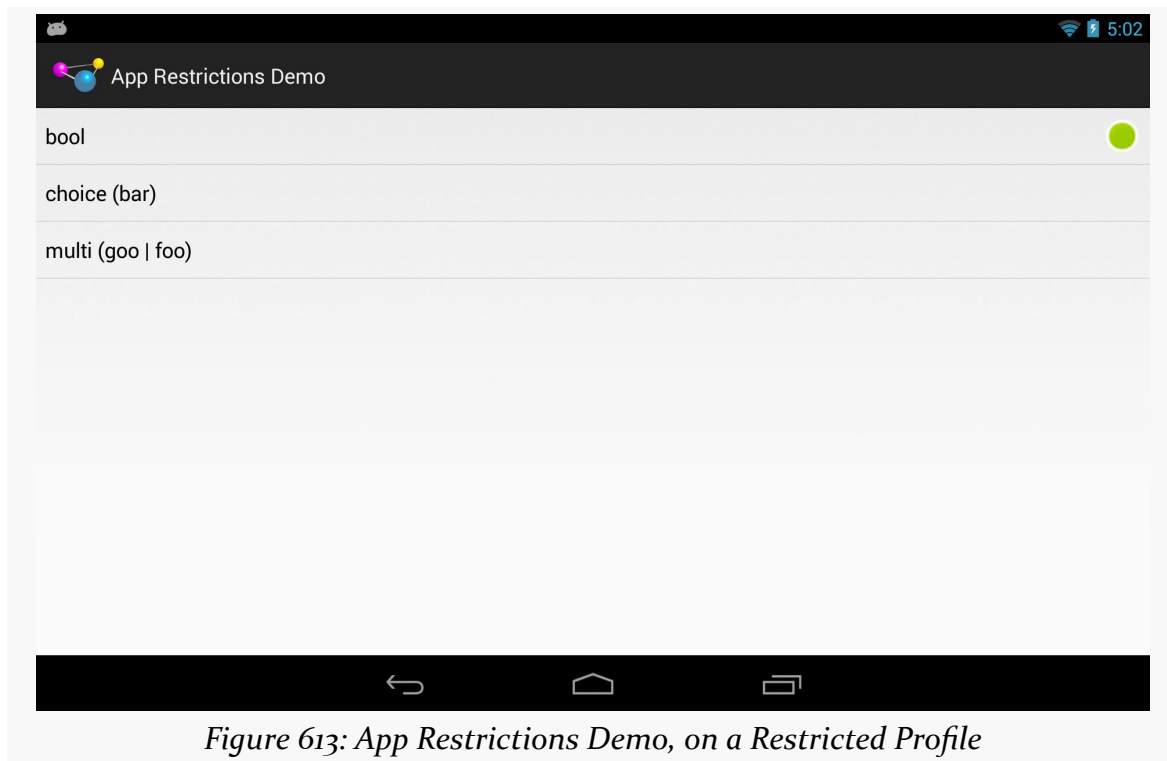 5:02
App Restrictions Demo
bool
choice (bar)
multi (goo | foo)
Figure 613: App Restrictions Demo, on a Restricted Profile